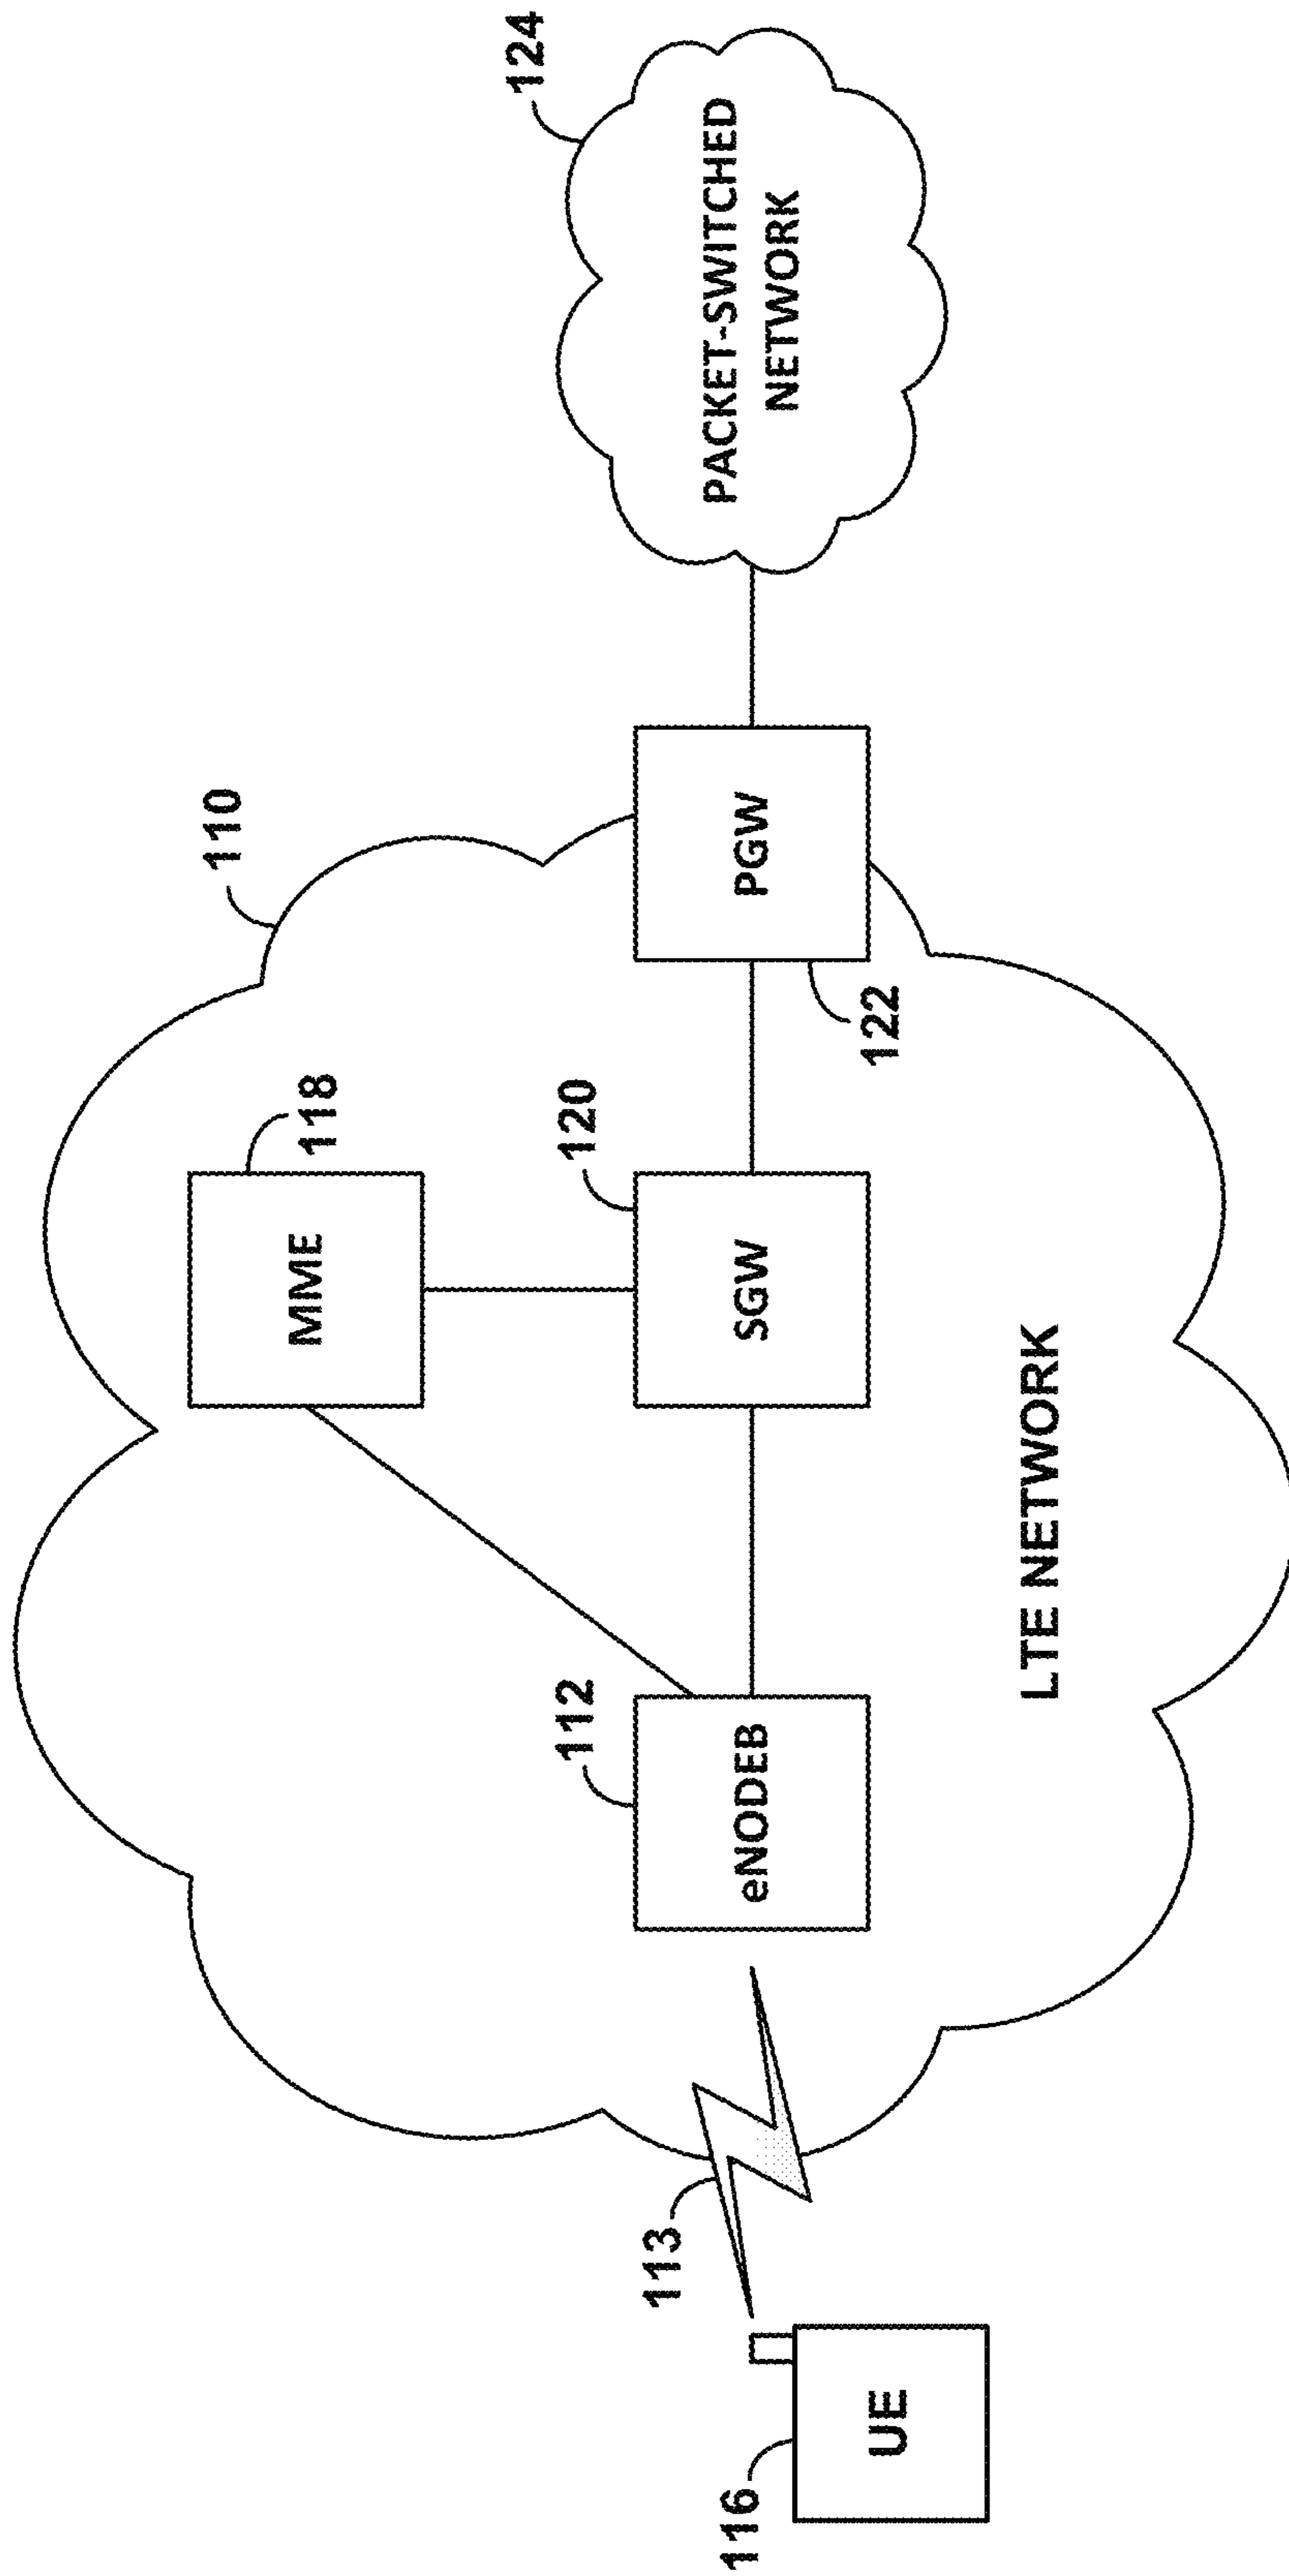 124
PACKET-SWITCHED
NETWORK
110
PGW
122
MME
118
120
SGW
112
eNODEB
LTE NETWORK
113
116
UE